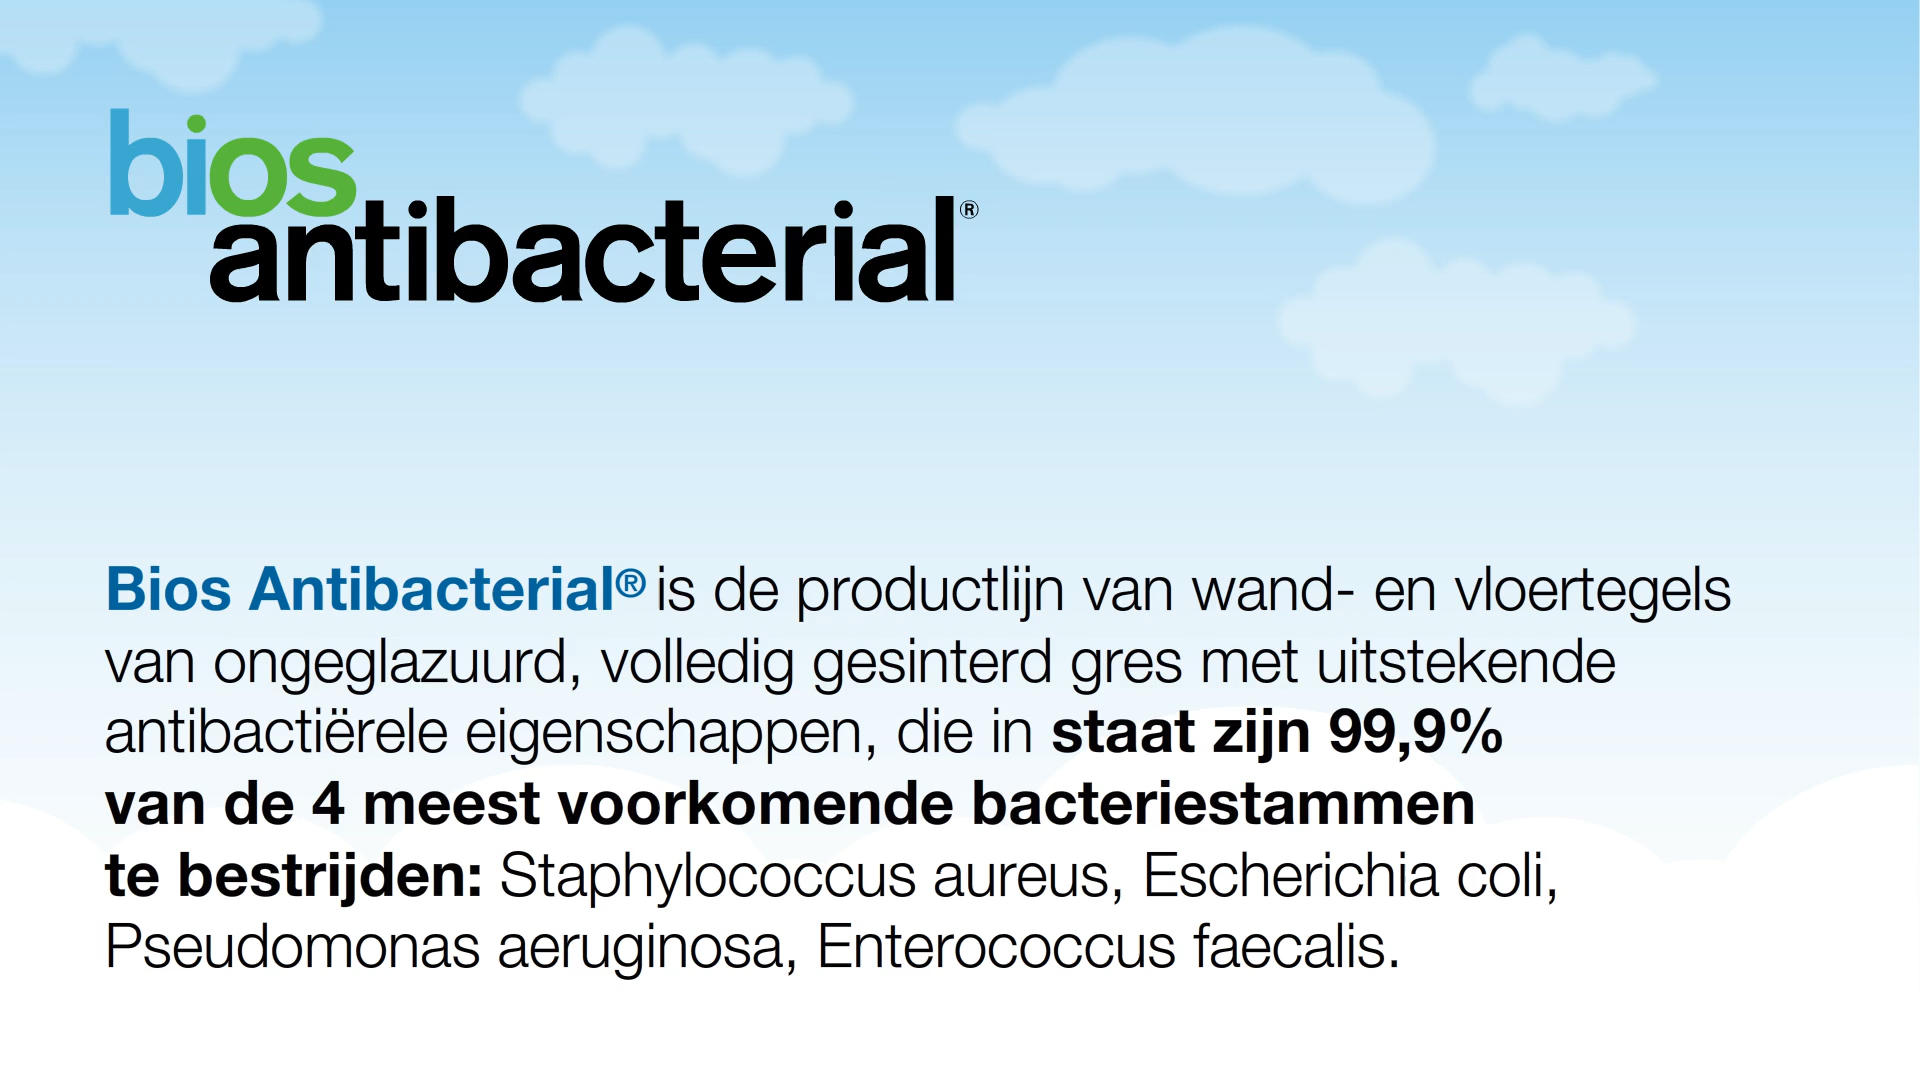 bios
antibacterial®
Bios Antibacterial® is de productlijn van wand- en vloertegels
van ongeglazuurd, volledig gesinterd gres met uitstekende
antibactiërele eigenschappen, die in staat zijn 99,9%
van de 4 meest voorkomende bacteriestammen
te bestrijden: Staphylococcus aureus, Escherichia coli,
Pseudomonas aeruginosa, Enterococcus faecalis.